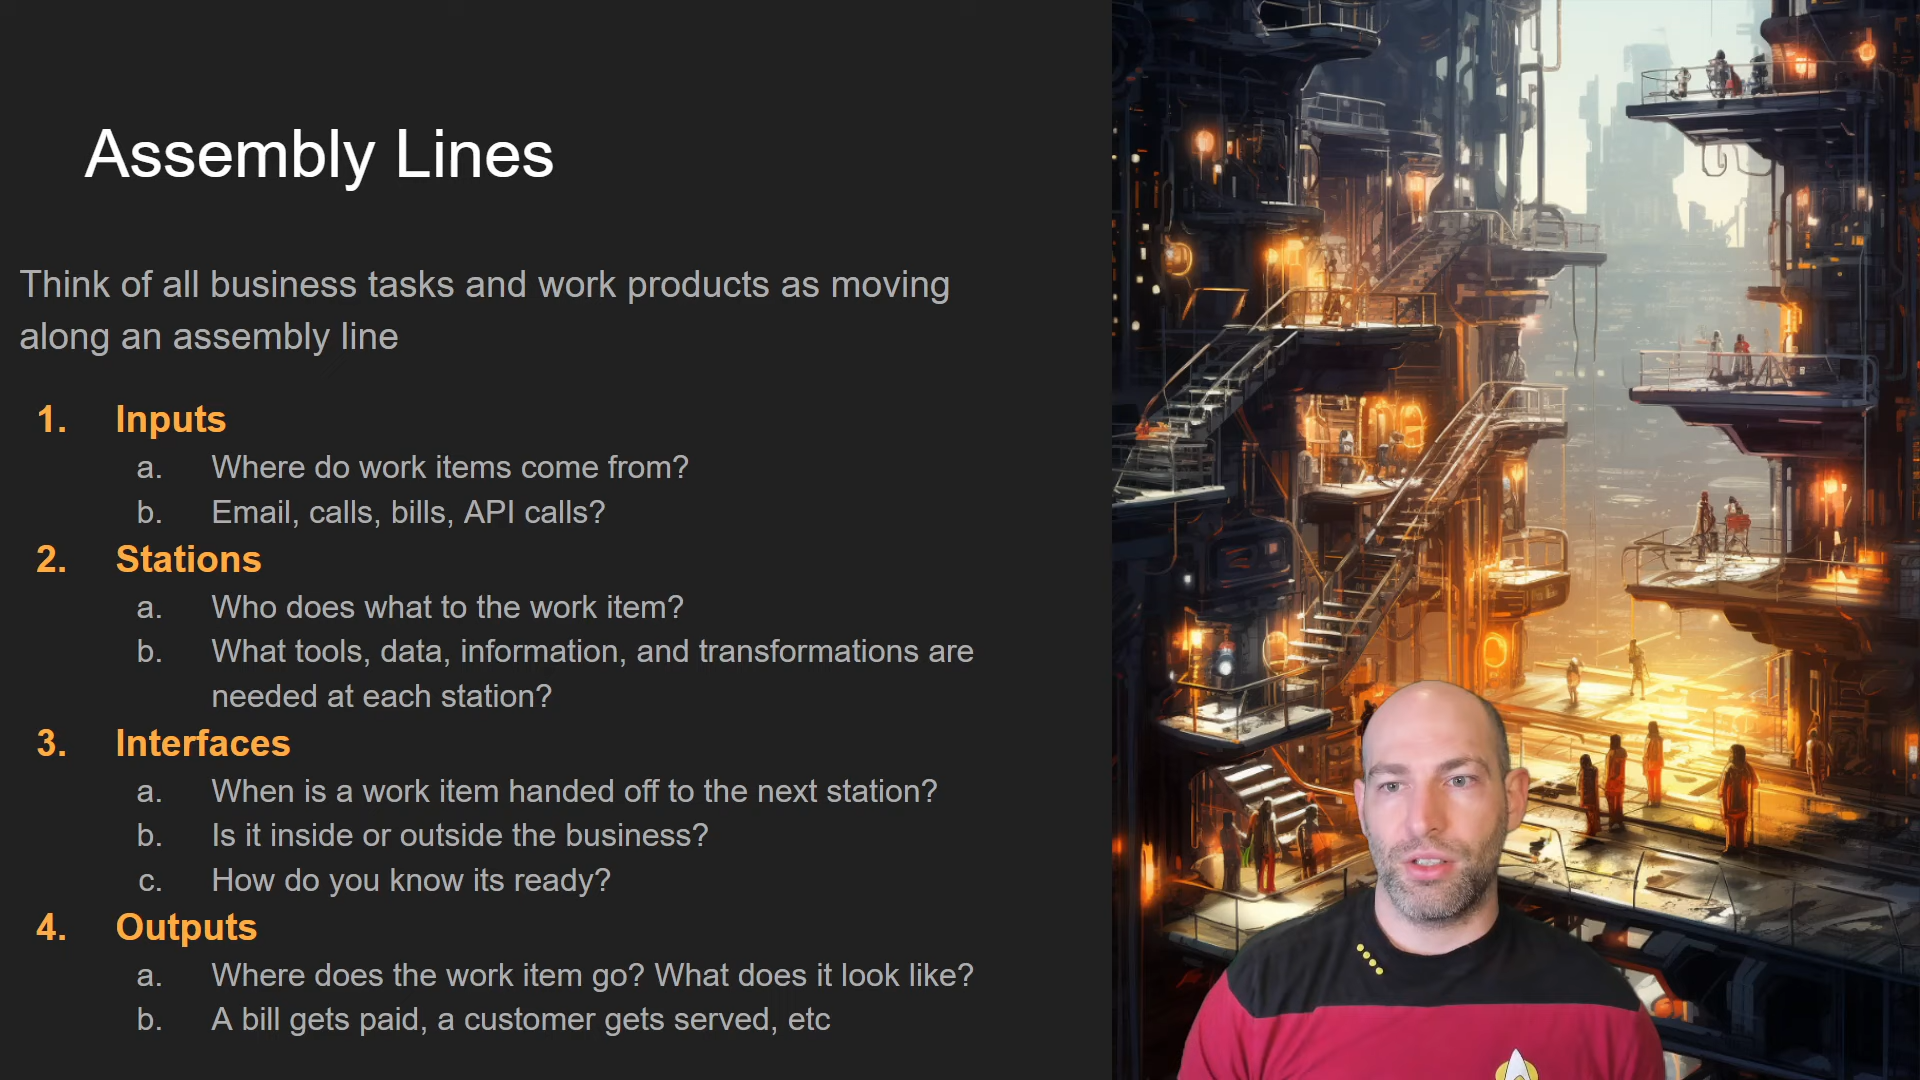 Assembly Lines
Think of all business tasks and work products as moving
along an assembly line
1. Inputs
a. Where do work items come from?
b. Email, calls, bills, API calls?
2. Stations
a. Who does what to the work item?
b. What tools, data, information, and transformations are
needed at each station?
3. Interfaces
a. When is a work item handed off to the next station?
b. Is it inside or outside the business?
c. How do you know its ready?
4. Outputs
a. Where does the work item go? What does it look like?
b. A bill gets paid, a customer gets served, etc